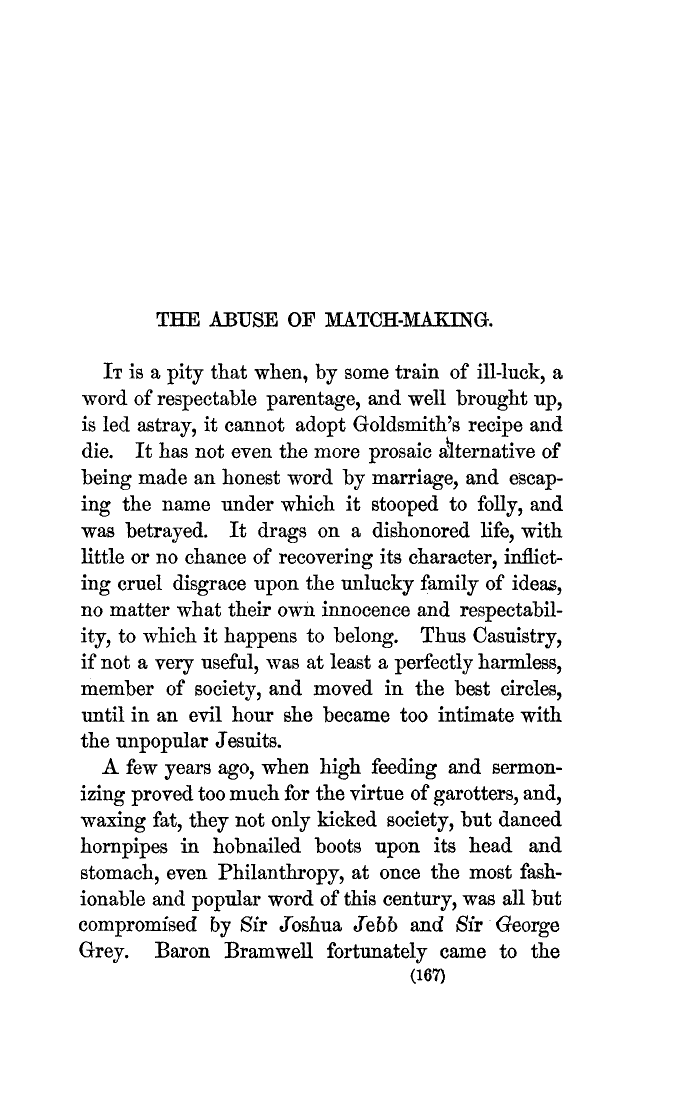 THE ABUSE OF MATCH-MAKING.
IT is a pity that when, by some train of ill-luck, a
word of respectable parentage, and well brought up,
is led astray, it cannot adopt Goldsmith's recipe and
die. It has not even the more prosaic alternative of
being made an honest word by marriage, and escap-
ing the name under which it stooped to folly, and
was betrayed. It drags on a dishonored life, with
little or no chance of recovering its character, inflict-
ing cruel disgrace upon the unlucky family of ideas,
no matter what their own innocence and respectabil-
ity, to which it happens to belong. Thus Casuistry,
if not a very useful, was at least a perfectly harmless,
member of society, and moved in the best circles,
until in an evil hour she became too intimate with
the unpopular Jesuits.
A few years ago, when high feeding and sermon-
izing proved too much for the virtue of garotters, and,
waxing fat, they not only kicked society, but danced
hornpipes in hobnailed boots upon its head and
stomach, even Philanthropy, at once the most fash-
ionable and popular word of this century, was all but
compromised by Sir Joshua Jebb and Sir George
Grey. Baron Bramwell fortunately came to the
(167)